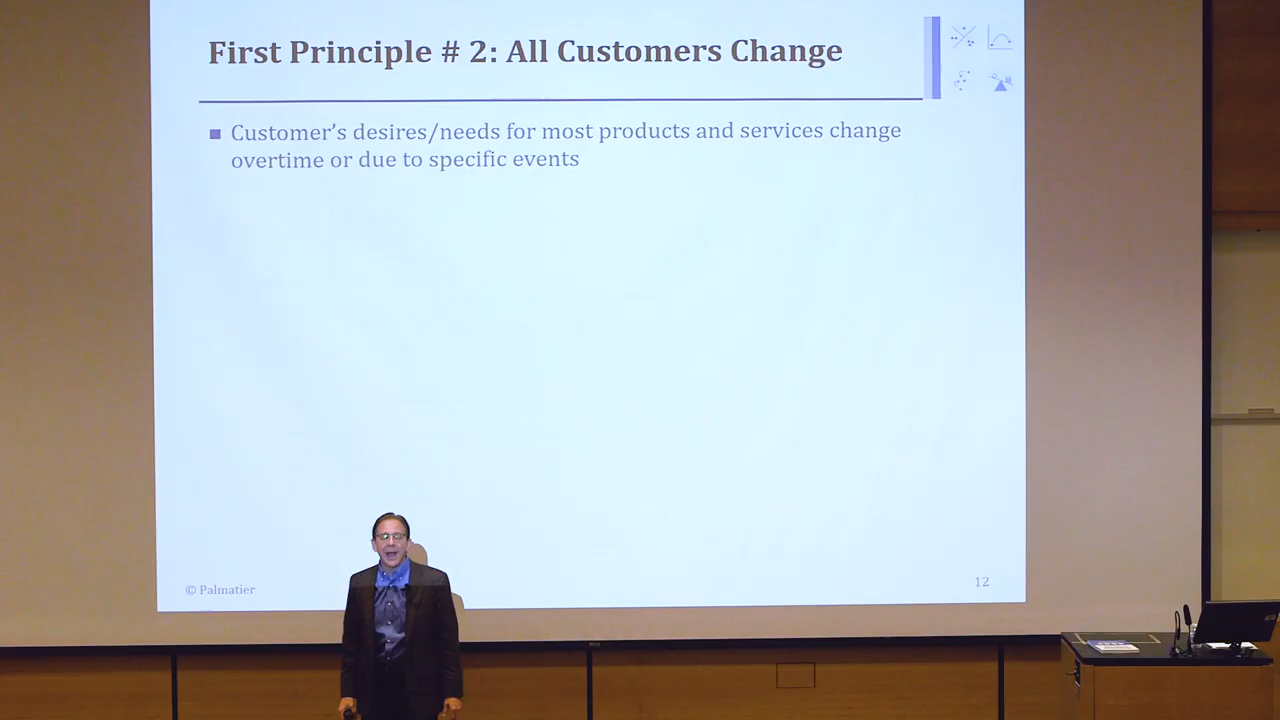 First Principle # 2: All Customers Change
Customer's desires/needs for most products and services change
overtime or due to specific events
© Palmatier
12